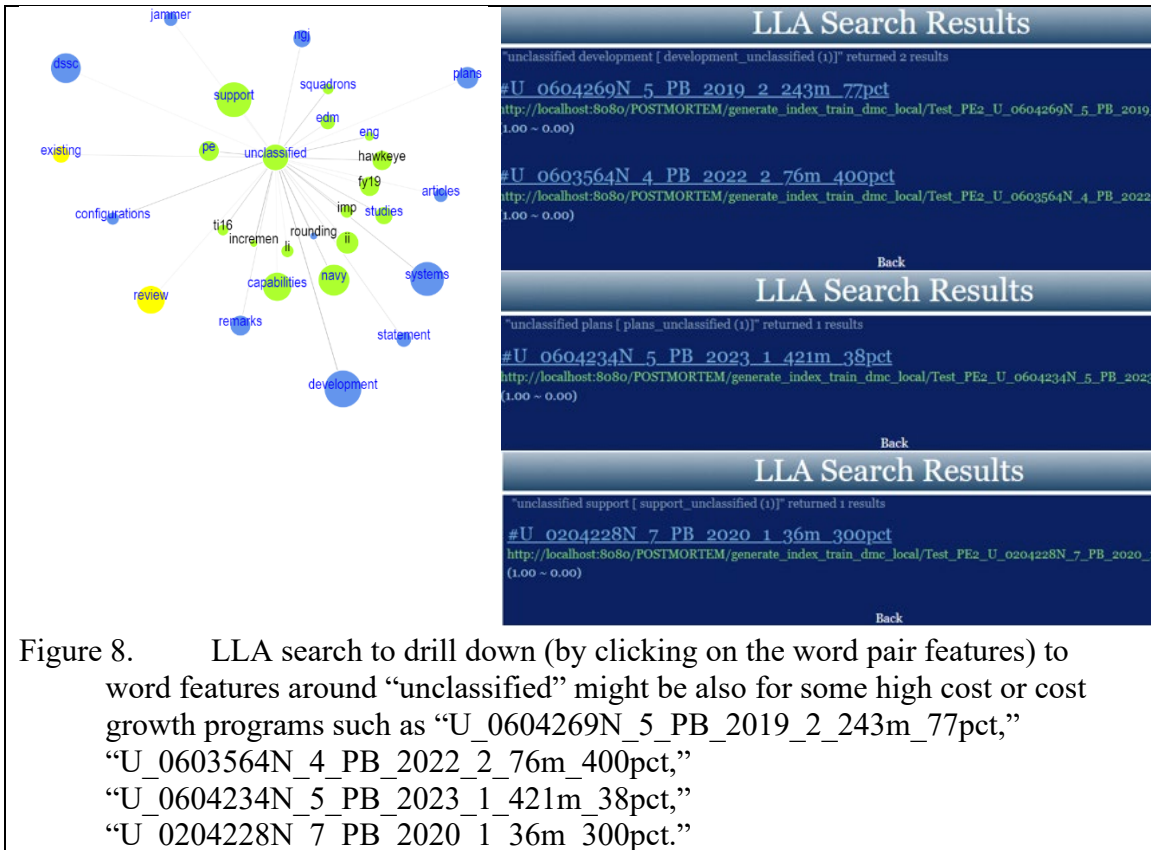 jammer
ngj
dssc
plans
squadrons
support
edm
eng
existing
pe
unclassified
hawkeye
fy19
articles
configurations
imp
studies
ti16
rounding
incremen
li
ii
review
capabilities
navy
systems
remarks
statement
development
LLA Search Results
"unclassified development [ development_unclassified (1)]" returned 2 results
#U_0604269N_5_PB_2019_2_243m_77pct
http://localhost:8080/POSTMORTEM/generate_index_train_dmc_local/Test_PE2_U_0604269N_5_PB_2019_
(1.00 ~ 0.00)
#U_0603564N_4_PB_2022_2_76m_400pct
http://localhost:8080/POSTMORTEM/generate_index_train_dmc_local/Test_PE2_U_0603564N_4_PB_2022
(1.00 ~ 0.00)
Back
LLA Search Results
"unclassified plans [ plans_unclassified (1)]" returned 1 results
#U_0604234N_5_PB_2023_1_421m_38pct
http://localhost:8080/POSTMORTEM/generate_index_train_dmc_local/Test_PE2_U_0604234N_5_PB_2023
(1.00 ~ 0.00)
Back
LLA Search Results
"unclassified support [ support_unclassified (1)]" returned 1 results
#U_0204228N_7_PB_2020_1_36m_300pct
http://localhost:8080/POSTMORTEM/generate_index_train_dmc_local/Test_PE2_U_0204228N_7_PB_2020_
(1.00 ~ 0.00)
Back
Figure 8. LLA search to drill down (by clicking on the word pair features) to
word features around “unclassified” might be also for some high cost or cost
growth programs such as “U_0604269N_5_PB_2019_2_243m_77pct,”
“U_0603564N_4_PB_2022_2_76m_400pct,”
“U_0604234N_5_PB_2023_1_421m_38pct,”
“U_0204228N_7_PB_2020_1_36m_300pct.”